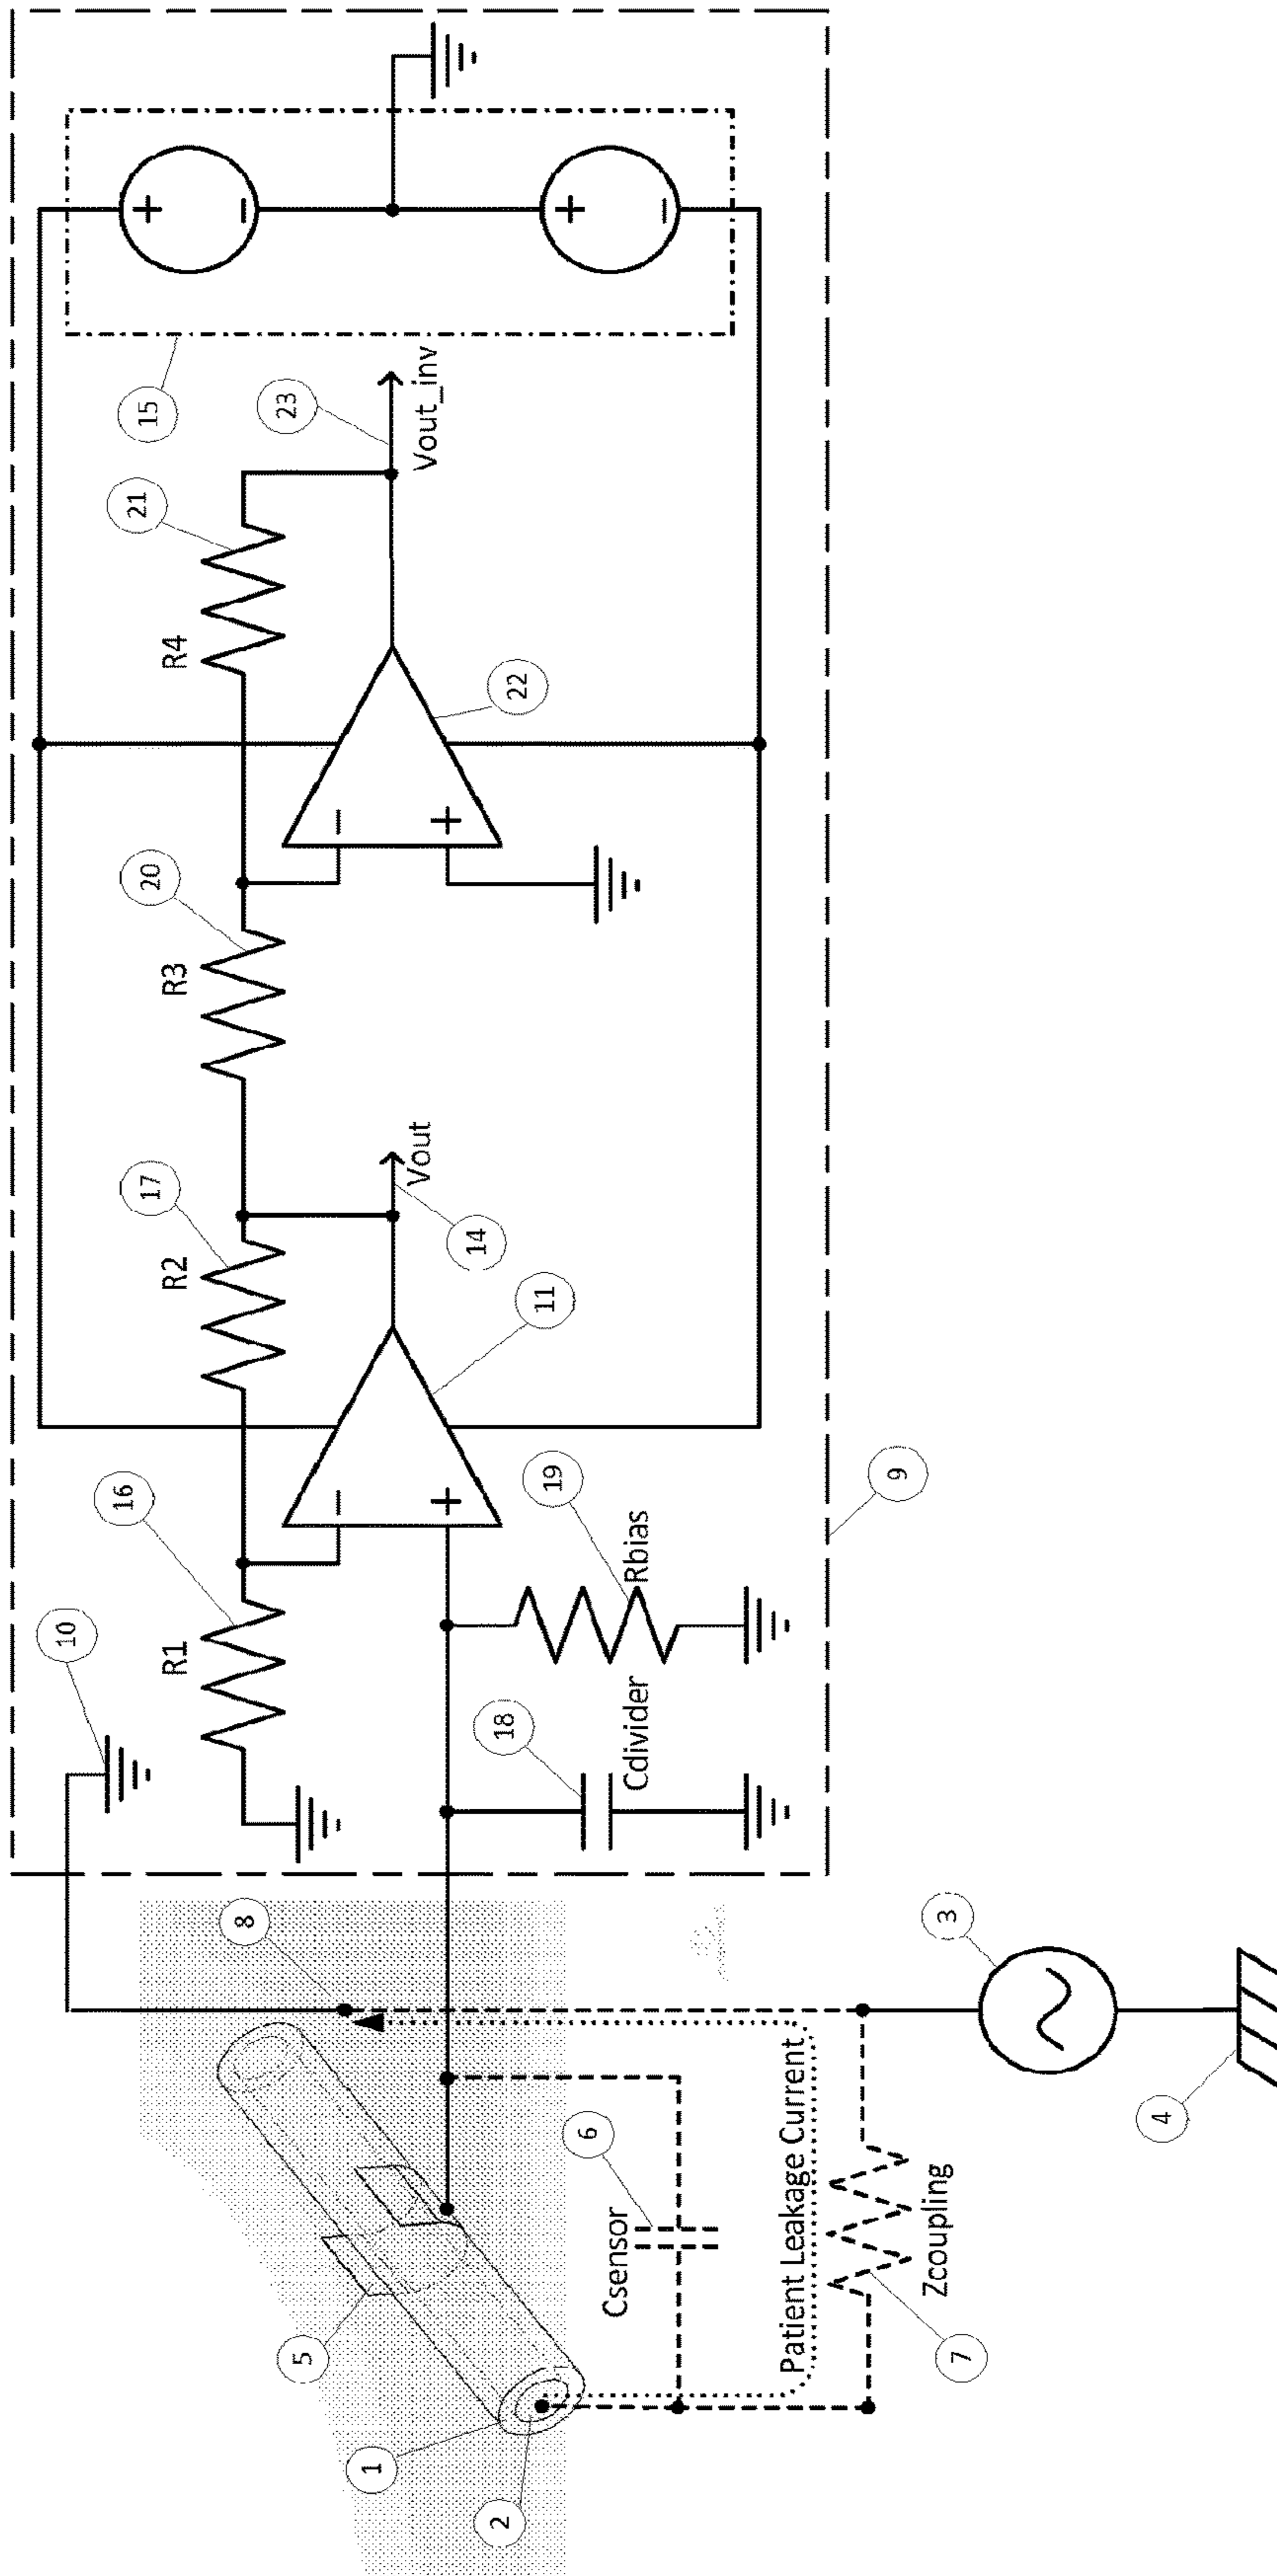 10
16
R1
17
R2
20
R3
21
R4
15
23
Vout_inv
22
Vout
14
11
19
Rbias
18
Cdivider
9
8
5
1
2
6
Csensor
Patient Leakage Current
7
Zcoupling
3
4
+
-
+
-
-
+
-
+